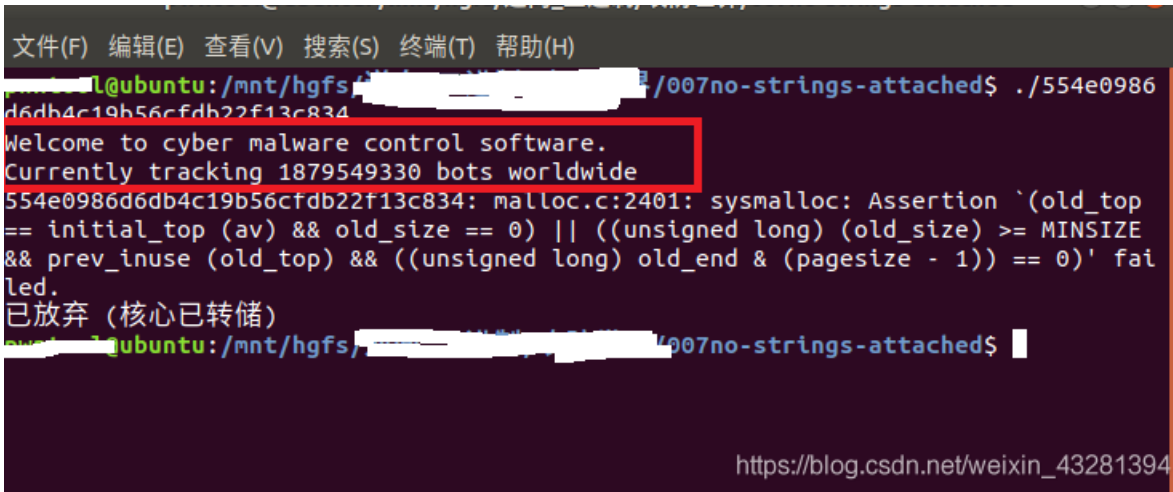 文件(F) 编辑(E) 查看(V) 搜索(S) 终端(T) 帮助(H)
l@ubuntu:/mnt/hgfs/ /007no-strings-attached$ ./554e0986
d6db4c19b56cfdb22f13c834
Welcome to cyber malware control software.
Currently tracking 1879549330 bots worldwide
554e0986d6db4c19b56cfdb22f13c834: malloc.c:2401: sysmalloc: Assertion `(old_top
== initial_top (av) && old_size == 0) || ((unsigned long) (old_size) >= MINSIZE
&& prev_inuse (old_top) && ((unsigned long) old_end & (pagesize - 1)) == 0)' fai
led.
已放弃 (核心已转储)
@ubuntu:/mnt/hgfs/ /007no-strings-attached$
https://blog.csdn.net/weixin_43281394